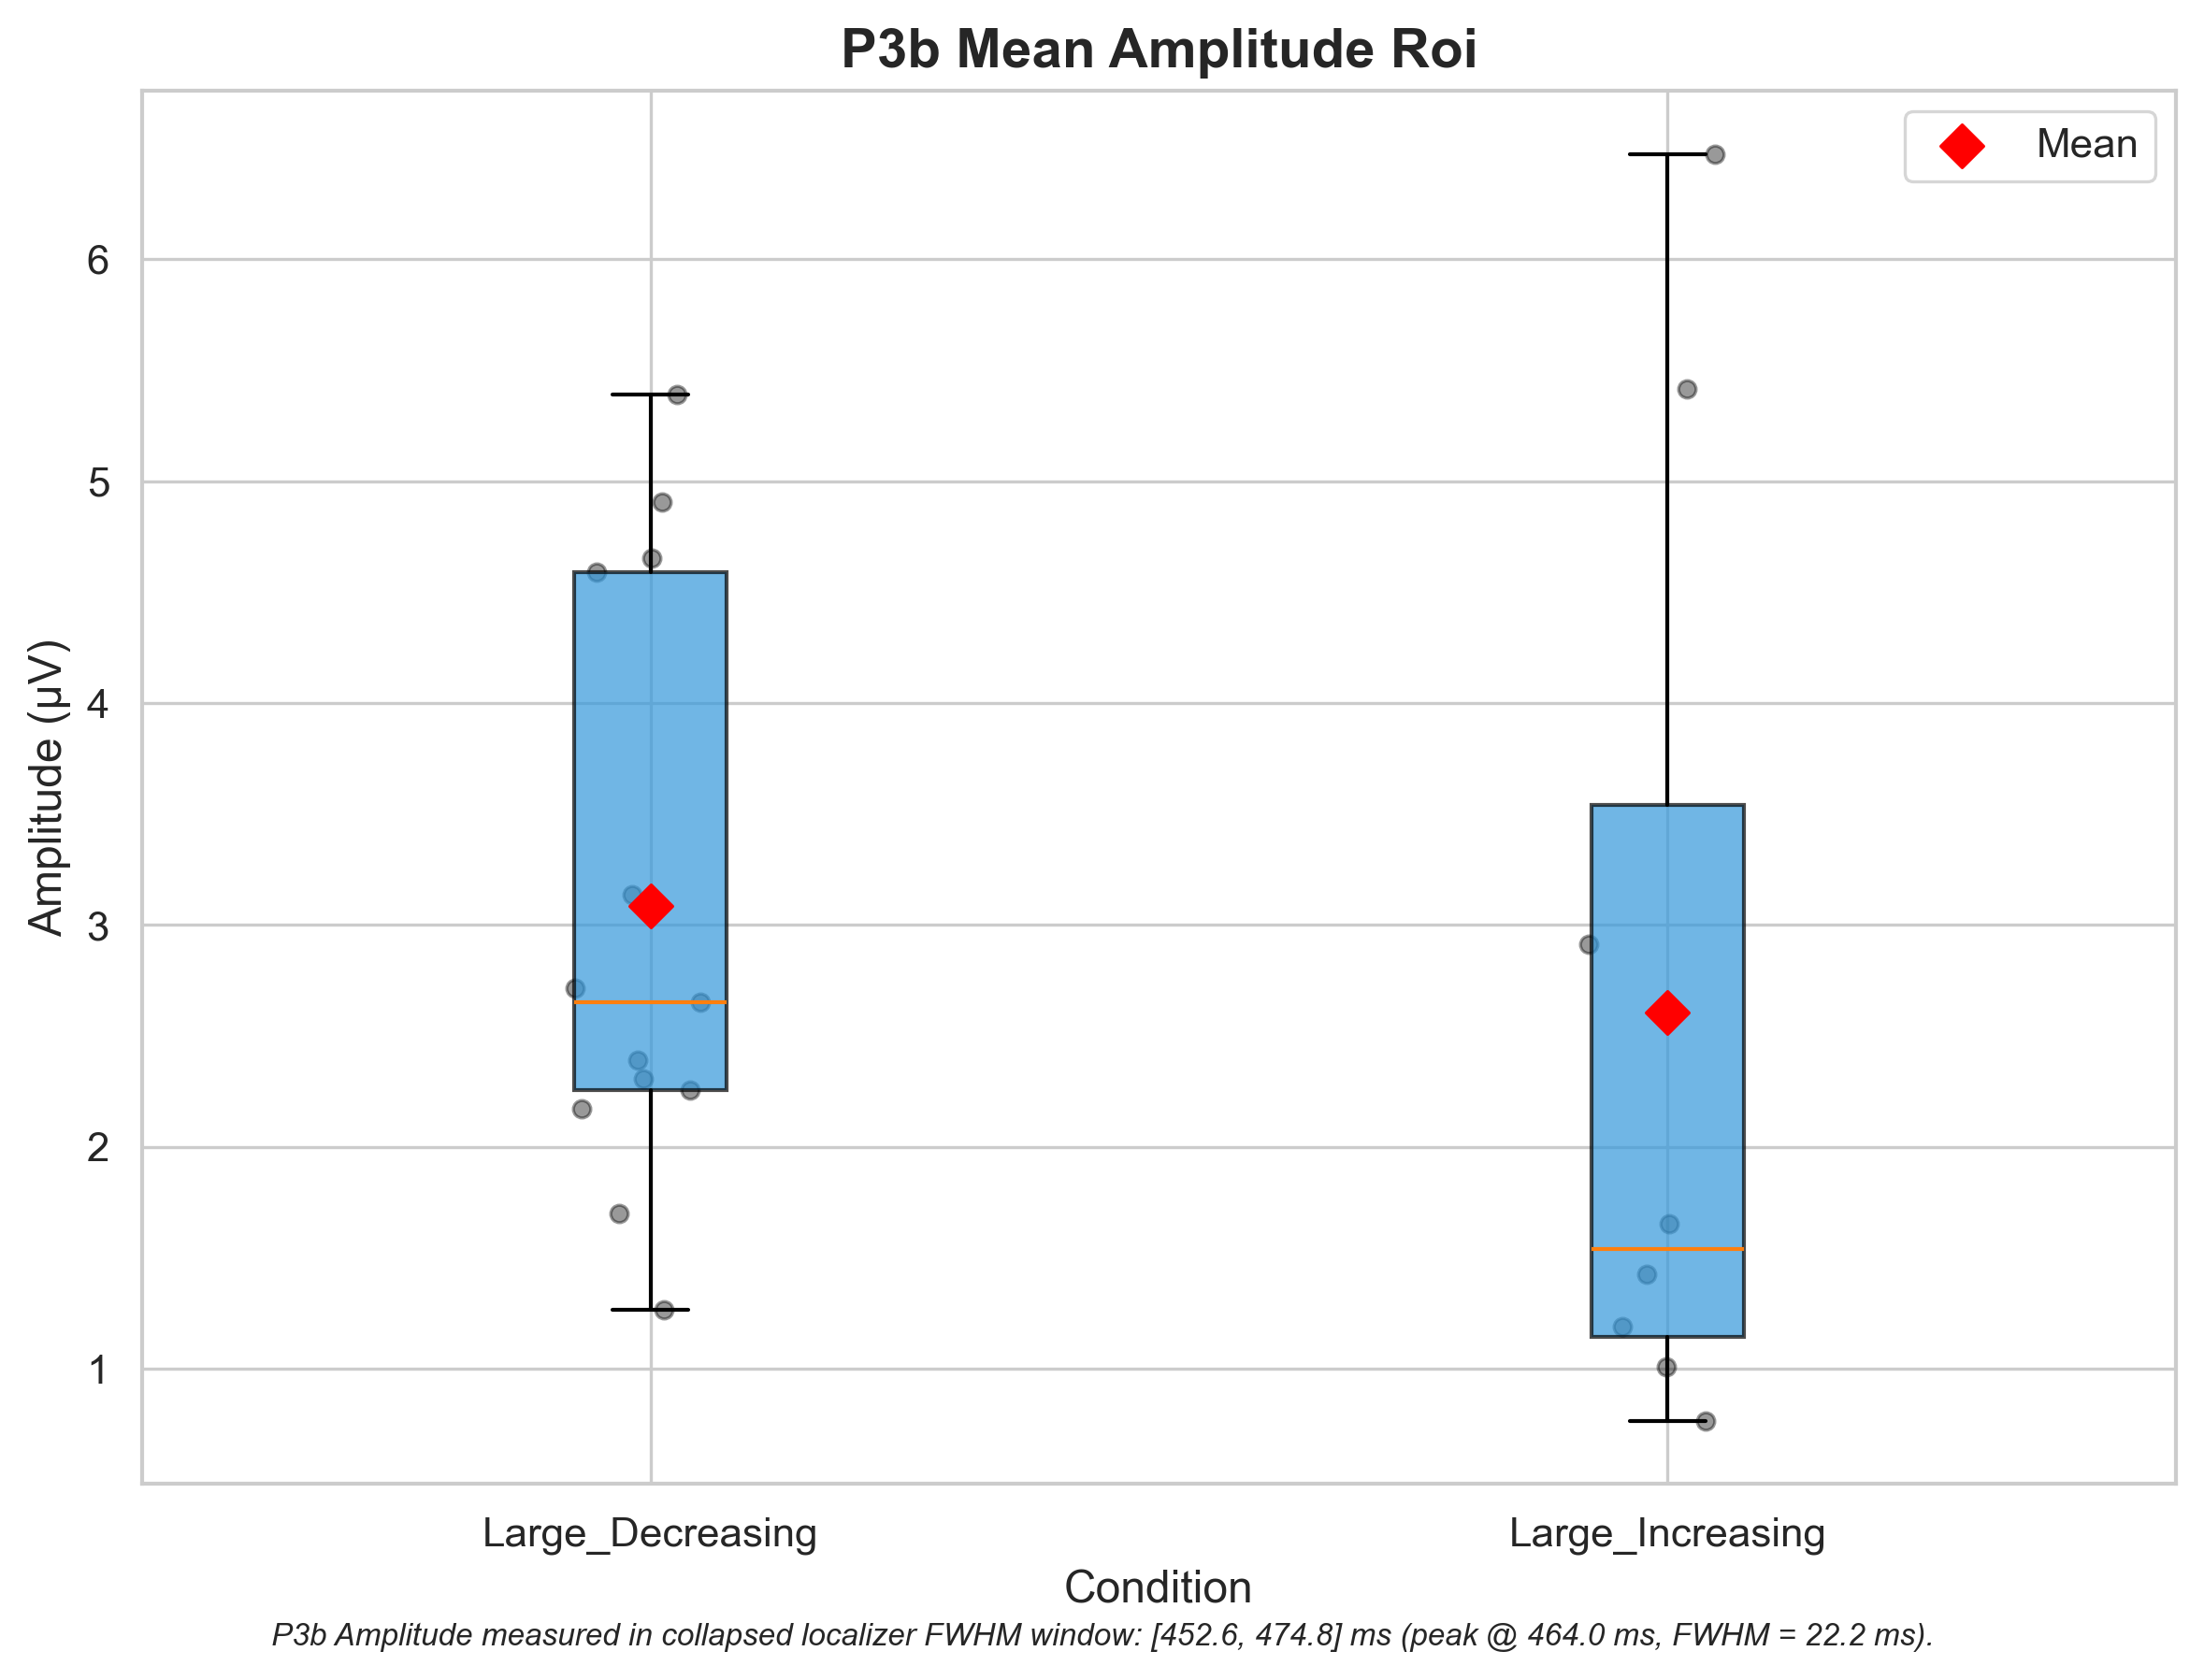 P3b Mean Amplitude Roi
Mean
6
5
4
3
2
1
Amplitude (µV)
Large_Decreasing
Large_Increasing
Condition
P3b Amplitude measured in collapsed localizer FWHM window: [452.6, 474.8] ms (peak @ 464.0 ms, FWHM = 22.2 ms).